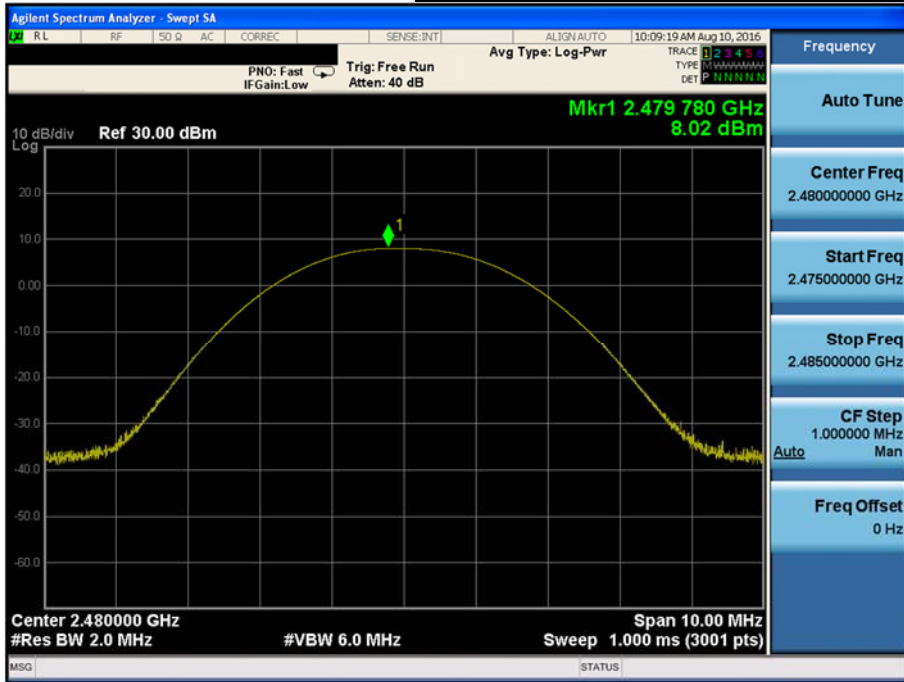 Agilent Spectrum Analyzer - Swept SA
LXI RL RF 50 Ω AC CORREC SENSE:INT ALIGN AUTO 10:09:19 AM Aug 10, 2016
PNO: Fast
IFGain:Low
Trig: Free Run
Atten: 40 dB
Avg Type: Log-Pwr
TRACE 1 2 3 4 5 6
TYPE M
DET P N N N N N
Mkr1 2.479 780 GHz
8.02 dBm
10 dB/div Ref 30.00 dBm
Log
20.0
10.0
0.00
-10.0
-20.0
-30.0
-40.0
-50.0
-60.0
1
Center 2.480000 GHz Span 10.00 MHz
#Res BW 2.0 MHz #VBW 6.0 MHz Sweep 1.000 ms (3001 pts)
MSG STATUS
Frequency
Auto Tune
Center Freq
2.480000000 GHz
Start Freq
2.475000000 GHz
Stop Freq
2.485000000 GHz
CF Step
1.000000 MHz
Auto Man
Freq Offset
0 Hz